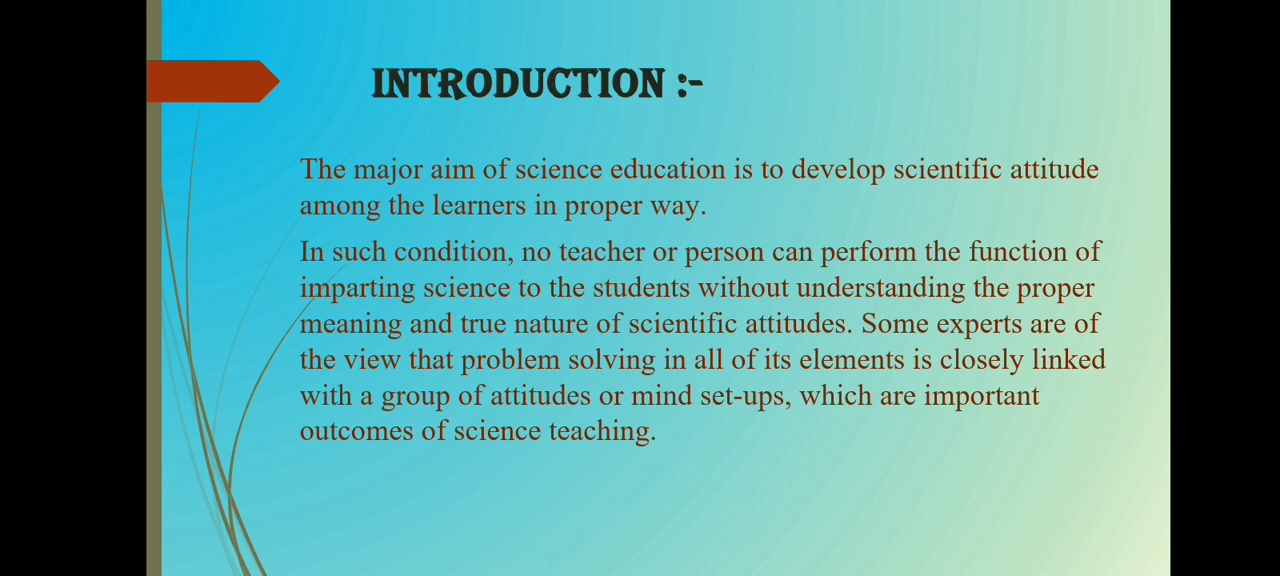 INTRODUCTION :-
The major aim of science education is to develop scientific attitude
among the learners in proper way.
In such condition, no teacher or person can perform the function of
imparting science to the students without understanding the proper
meaning and true nature of scientific attitudes. Some experts are of
the view that problem solving in all of its elements is closely linked
with a group of attitudes or mind set-ups, which are important
outcomes of science teaching.